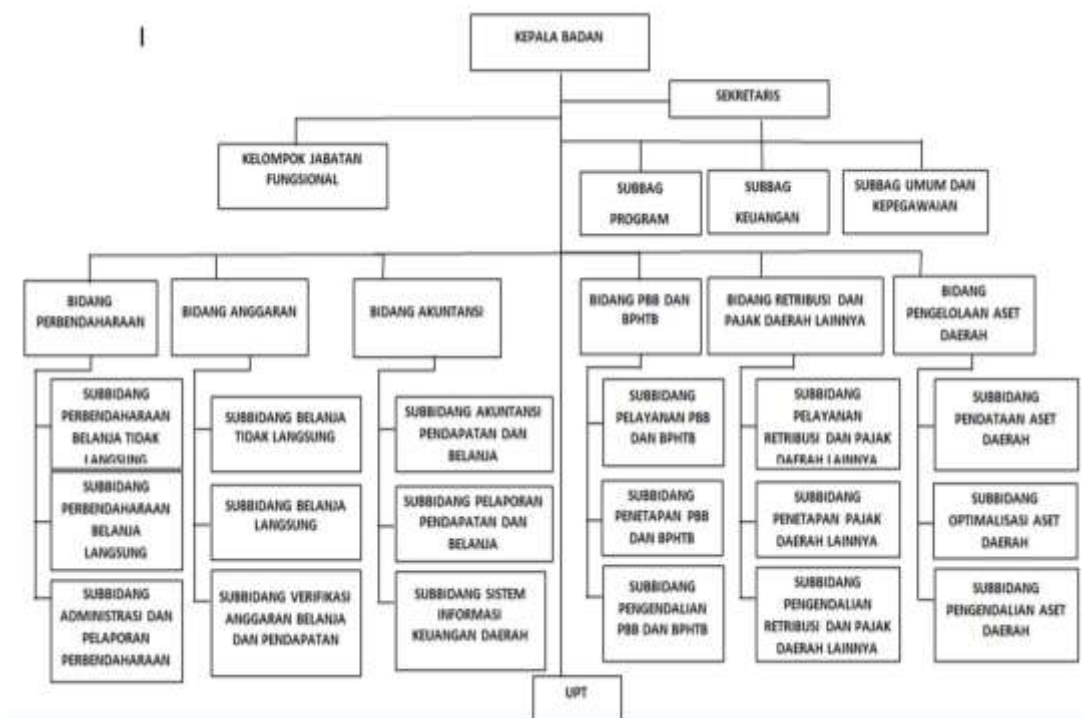 KEPALA BADAN
SEKRETARIS
KELOMPOK JABATAN
FUNGSIONAL
SUBBAG
PROGRAM
SUBBAG
KEUANGAN
SUBBAG UMUM DAN
KEPEGAWAIAN
BIDANG
PERBENDAHARAAN
BIDANG ANGGARAN
BIDANG AKUNTANSI
BIDANG PBB DAN
BPHTB
BIDANG RETRIBUSI DAN
PAJAK DAERAH LAINNYA
BIDANG
PENGELOLAAN ASET
DAERAH
SUBBIDANG
PERBENDAHARAAN
BELANJA TIDAK
LANGSUNG
SUBBIDANG
PERBENDAHARAAN
BELANJA
LANGSUNG
SUBBIDANG
ADMINISTRASI DAN
PELAPORAN
PERBENDAHARAAN
SUBBIDANG BELANJA
TIDAK LANGSUNG
SUBBIDANG BELANJA
LANGSUNG
SUBBIDANG VERIFIKASI
ANGGARAN BELANJA
DAN PENDAPATAN
SUBBIDANG AKUNTANSI
PENDAPATAN DAN
BELANJA
SUBBIDANG PELAPORAN
PENDAPATAN DAN
BELANJA
SUBBIDANG SISTEM
INFORMASI
KEUANGAN DAERAH
SUBBIDANG
PELAYANAN PBB
DAN BPHTB
SUBBIDANG
PENETAPAN PBB
DAN BPHTB
SUBBIDANG
PENGENDALIAN
PBB DAN BPHTB
SUBBIDANG
PELAYANAN
RETRIBUSI DAN PAJAK
DAERAH LAINNYA
SUBBIDANG
PENETAPAN PAJAK
DAERAH LAINNYA
SUBBIDANG
PENGENDALIAN
RETRIBUSI DAN PAJAK
DAERAH LAINNYA
SUBBIDANG
PENDATAAN ASET
DAERAH
SUBBIDANG
OPTIMALISASI ASET
DAERAH
SUBBIDANG
PENGENDALIAN ASET
DAERAH
UPT